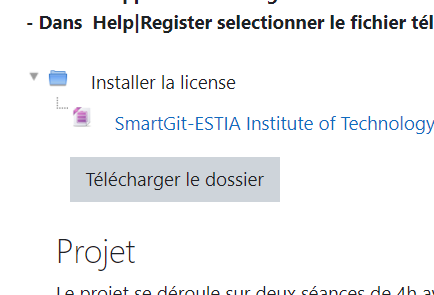 - Dans Help|Register selectionner le fichier tél
Installer la license
SmartGit-ESTIA Institute of Technology
Télécharger le dossier
Projet
Le projet se déroule sur deux séances de 4h av